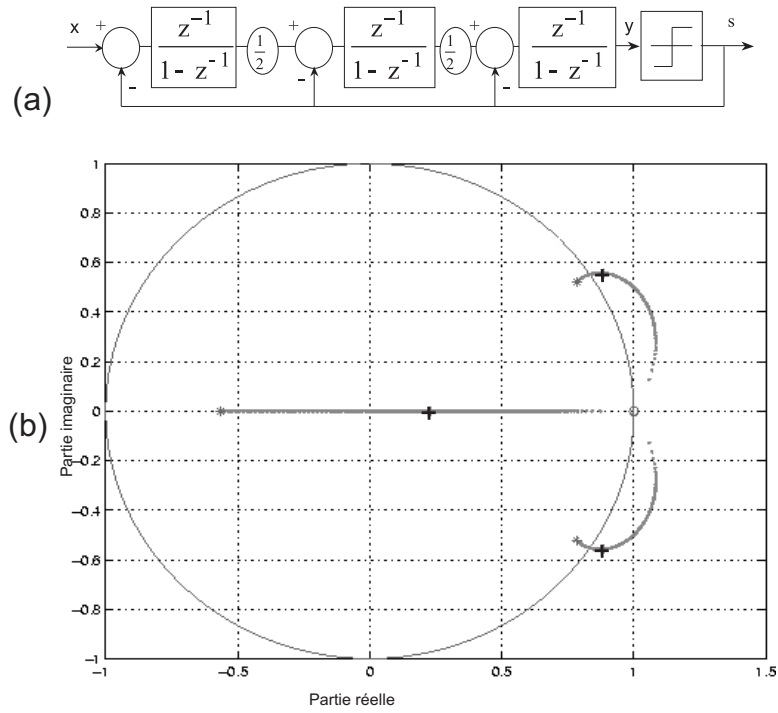 x + z⁻¹ / 1- z⁻¹ 1/2 + z⁻¹ / 1- z⁻¹ 1/2 + z⁻¹ / 1- z⁻¹ y s
- - -
(a)
1
0.8
0.6
0.4
0.2
0
−0.2
−0.4
−0.6
−0.8
−1
(b)
Partie imaginaire
−1 −0.5 0 0.5 1 1.5
Partie réelle